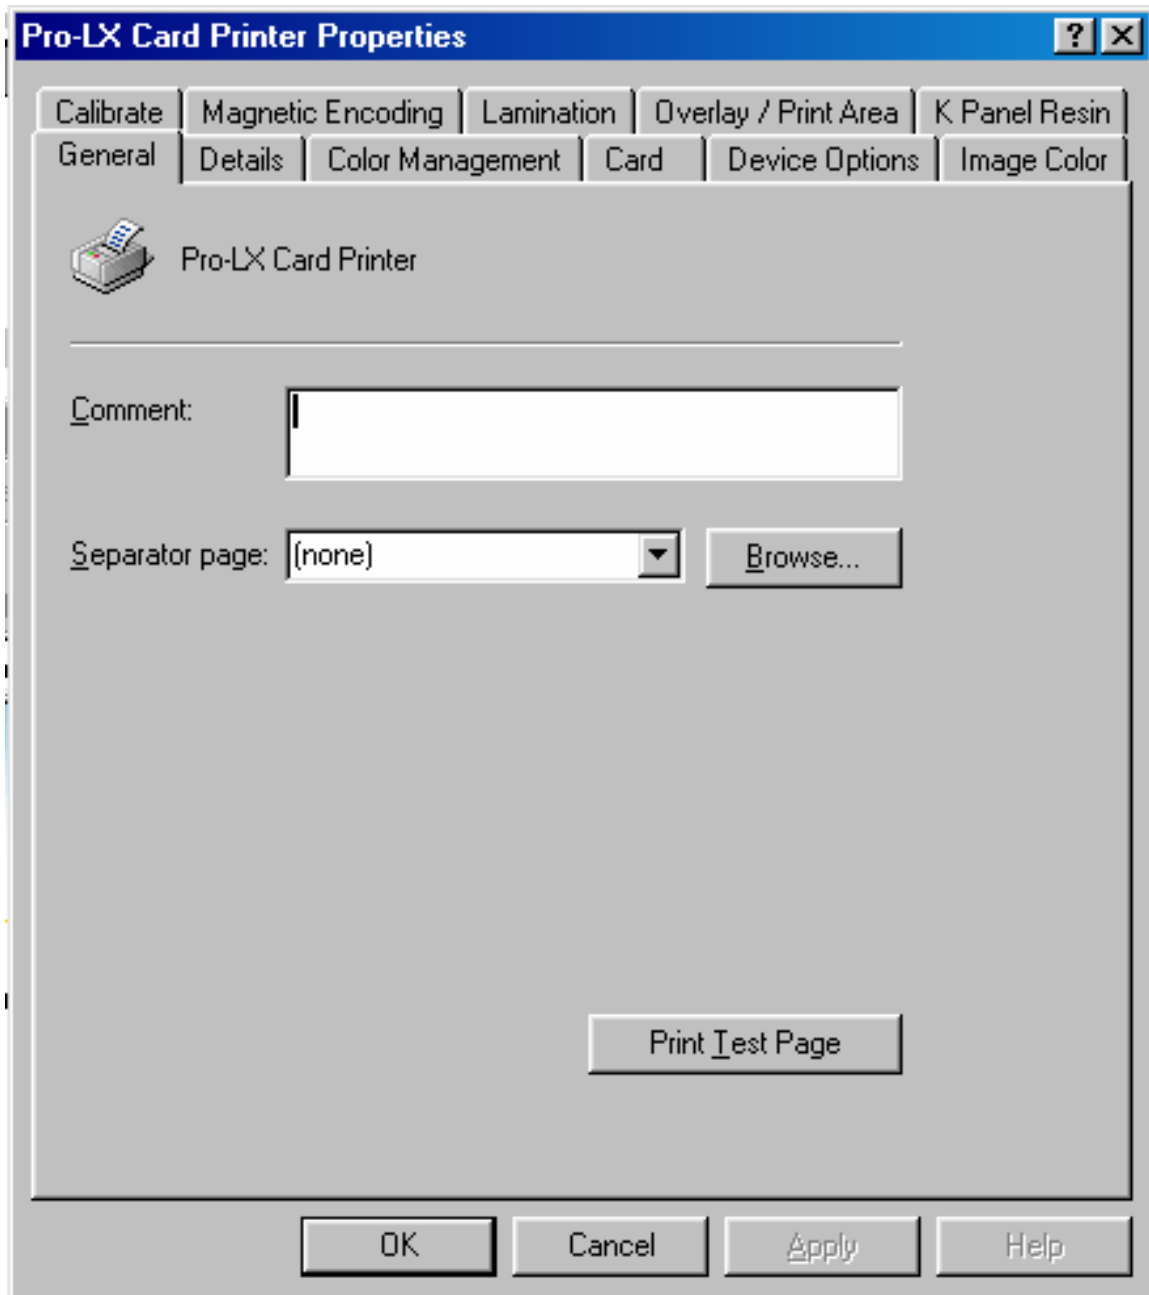 Pro-LX Card Printer Properties
Calibrate Magnetic Encoding Lamination Overlay / Print Area K Panel Resin
General Details Color Management Card Device Options Image Color
Pro-LX Card Printer
Comment:
Separator page: (none) Browse...
Print Test Page
OK Cancel Apply Help